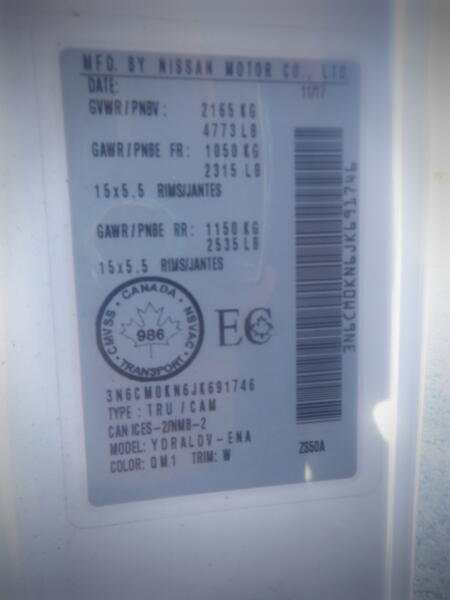 MFD. BY NISSAN MOTOR CO., LTD.
DATE: 11/17
GVWR/PNBV: 2165 KG
4773 LB
GAWR/PNBE FR: 1050 KG
2315 LB
15x5.5 RIMS/JANTES
GAWR/PNBE RR: 1150 KG
2535 LB
15x5.5 RIMS/JANTES
CANADA
CMVSS NSVAC
986
TRANSPORT
EC
3N6CM0KN6JK691746
TYPE: TRU/CAM
CAN ICES-2/NMB-2
MODEL: YDRALDV-ENA
COLOR: QM1 TRIM: W
3N6CM0KN6JK691746
ZS50A